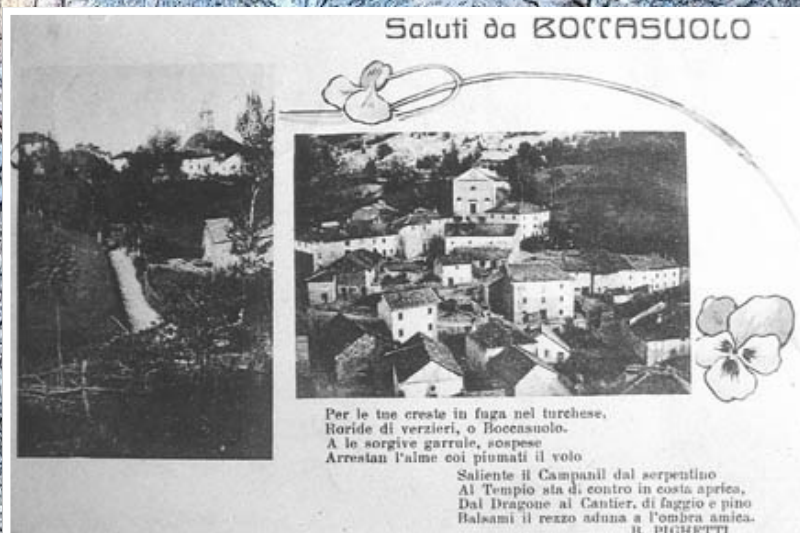 Saluti da BOCCASUOLO
Per le tue creste in fuga nel turchese,
Roride di verzieri, o Boccasuolo.
A le sorgive garrule, sospese
Arrestan l'alme coi piumati il volo
Saliente il Campanil dal serpentino
Al Tempio sta di contro in costa aprica,
Dal Dragone al Cantier, di faggio e pino
Balsami il rezzo aduna a l'ombra amica.
B. PIGHETTI